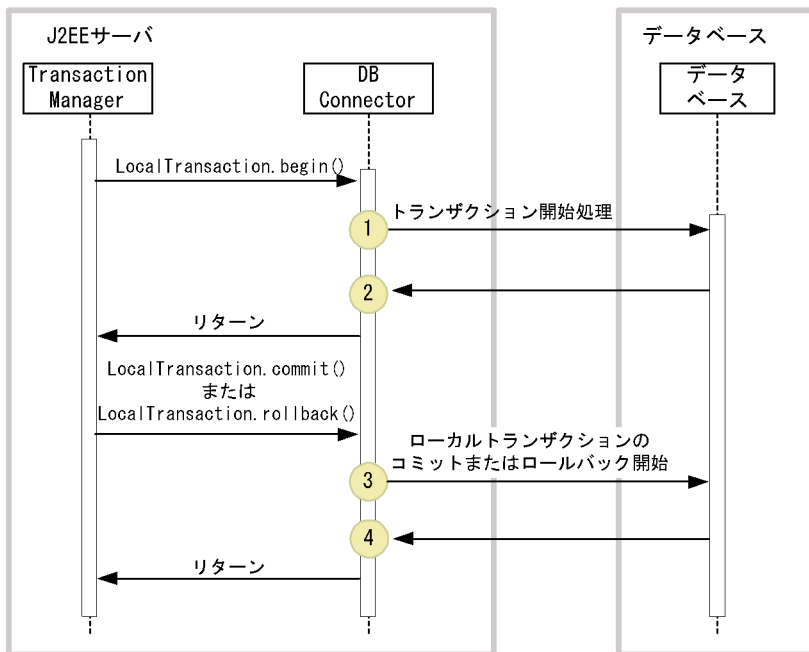 J2EEサーバ
データベース
Transaction
Manager
DB
Connector
データ
ベース
LocalTransaction.begin()
1
トランザクション開始処理
2
リターン
LocalTransaction.commit()
または
LocalTransaction.rollback()
ローカルトランザクションの
コミットまたはロールバック開始
3
4
リターン